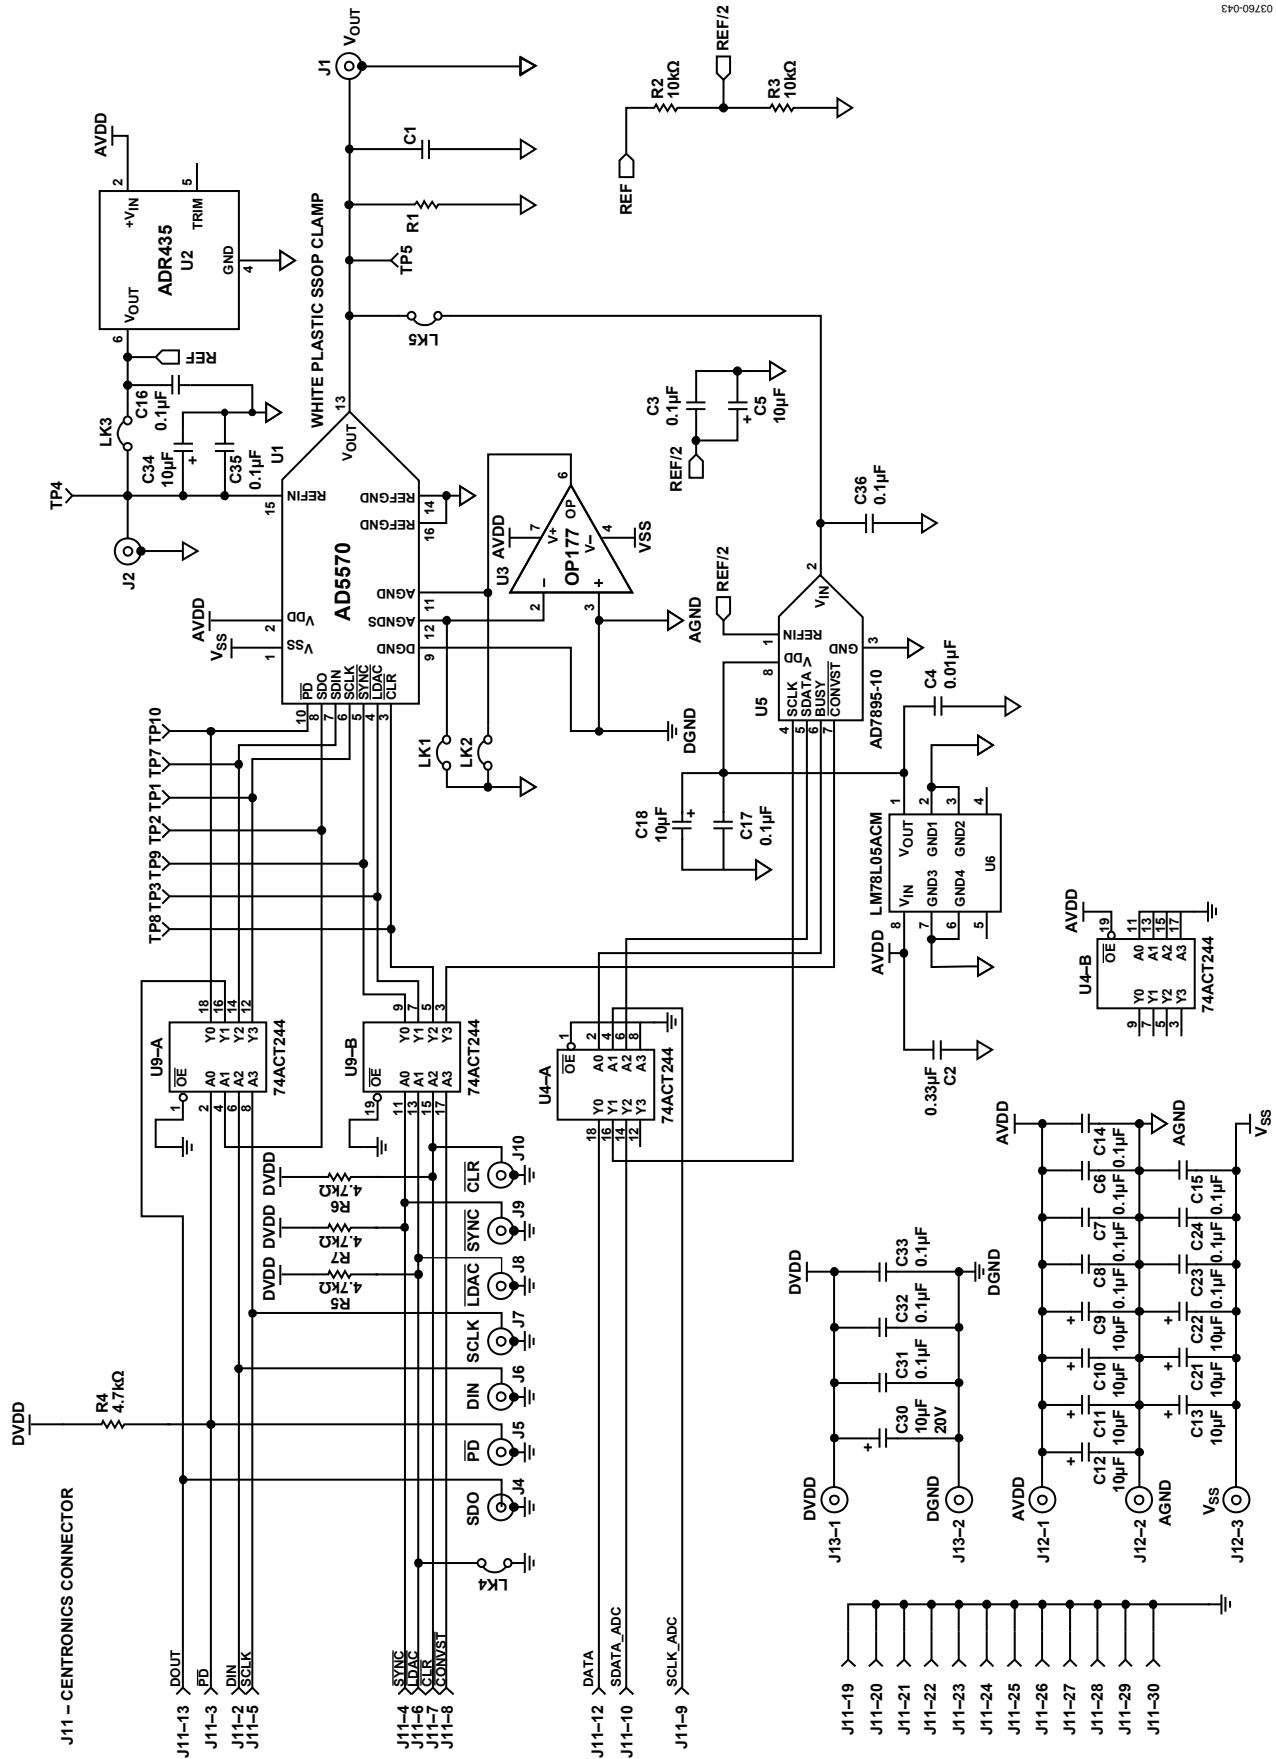 J11 – CENTRONICS CONNECTOR
DOUT
J11–13
PD
J11–3
DIN
J11–2
SCLK
J11–5
SYNC
J11–4
LDAC
J11–6
CLR
J11–7
CONVST
J11–8
DATA
J11–12
SDATA_ADC
J11–10
SCLK_ADC
J11–9
J11–19
J11–20
J11–21
J11–22
J11–23
J11–24
J11–25
J11–26
J11–27
J11–28
J11–29
J11–30
LK4
SDO
J4
PD
J5
DIN
J6
SCLK
J7
LDAC
J8
SYNC
J9
CLR
J10
DVDD
R4
4.7kΩ
DVDD
R5
4.7kΩ
DVDD
R7
4.7kΩ
DVDD
R6
4.7kΩ
U9–A
OE
1
2
4
6
8
A0
A1
A2
A3
Y0
Y1
Y2
Y3
18
16
14
12
74ACT244
U9–B
OE
19
11
13
15
17
A0
A1
A2
A3
Y0
Y1
Y2
Y3
9
7
5
3
74ACT244
U4–A
OE
1
18
16
14
12
Y0
Y1
Y2
Y3
A0
A1
A2
A3
2
4
6
8
74ACT244
U4–B
OE
19
AVDD
9
7
5
3
Y0
Y1
Y2
Y3
A0
A1
A2
A3
11
13
15
17
74ACT244
TP8
TP3
TP9
TP2
TP1
TP7
TP10
AD5570
U1
WHITE PLASTIC SSOP CLAMP
PD
SDO
SDIN
SCLK
SYNC
LDAC
CLR
10
8
7
6
5
4
3
VSS
1
VSS
VDD
2
AVDD
REFIN
15
VOUT
13
REFGND
14
REFGND
16
AGND
11
AGNDS
12
DGND
9
J2
TP4
LK3
C34
10µF
+
C35
0.1µF
C16
0.1µF
REF
ADR435
U2
VOUT
6
+VIN
2
AVDD
TRIM
5
GND
4
J1
VOUT
C1
R1
TP5
LK5
LK1
LK2
U3
OP177
AVDD
7
V+
V–
4
VSS
OP
6
–
2
+
3
AGND
DGND
REF
R2
10kΩ
REF/2
R3
10kΩ
REF/2
C3
0.1µF
+
C5
10µF
C36
0.1µF
REF/2
U5
AD7895-10
SCLK
SDATA
BUSY
CONVST
4
5
6
7
VDD
8
REFIN
1
VIN
2
GND
3
C18
10µF
+
C17
0.1µF
C4
0.01µF
LM78L05ACM
U6
VIN
VOUT
GND3
GND1
GND4
GND2
8
7
6
5
1
2
3
4
AVDD
0.33µF
C2
DVDD
J13–1
DGND
J13–2
+
C30
10µF
20V
C31
0.1µF
C32
0.1µF
C33
0.1µF
DVDD
DGND
AVDD
J12–1
J12–2
AGND
VSS
J12–3
+
C12
10µF
+
C11
10µF
+
C10
10µF
+
C9
10µF
C8
0.1µF
C7
0.1µF
C6
0.1µF
C14
0.1µF
+
C13
10µF
+
C21
10µF
+
C22
10µF
C23
0.1µF
C24
0.1µF
C15
0.1µF
AVDD
AGND
VSS
03760-043